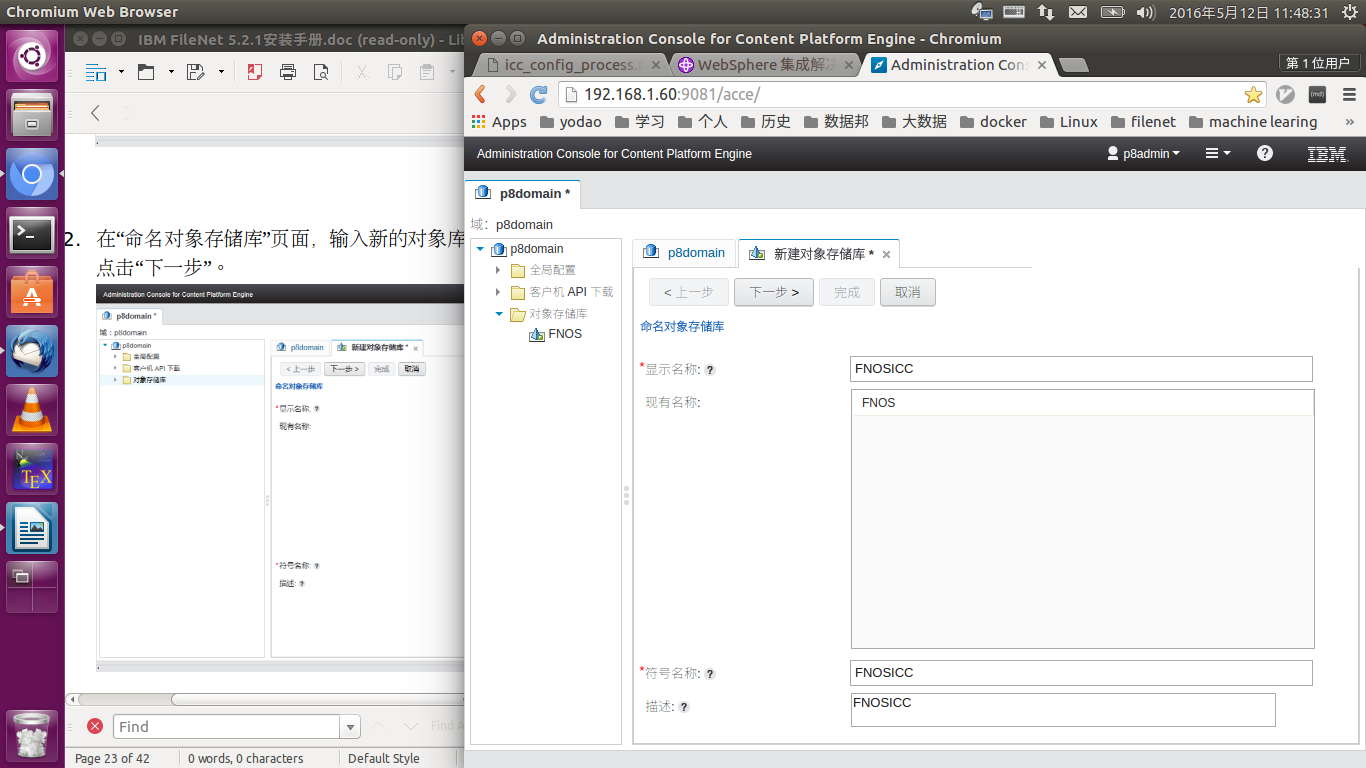 Chromium Web Browser
2016年5月12日 11:48:31
IBM FileNet 5.2.1安装手册.doc (read-only) - Lib
2. 在“命名对象存储库”页面，输入新的对象库
点击“下一步”。
Administration Console for Content Platform Engine
p8domain *
域：p8domain
p8domain
全局配置
客户机 API 下载
对象存储库
p8domain
新建对象存储库 *
< 上一步
下一步 >
完成
取消
命名对象存储库
*显示名称:
现有名称:
*符号名称:
描述:
Find
Find A
Page 23 of 42
0 words, 0 characters
Default Style
Administration Console for Content Platform Engine - Chromium
icc_config_process.
WebSphere 集成解决
Administration Cons
第 1 位用户
192.168.1.60:9081/acce/
Apps
yodao
学习
个人
历史
数据邦
大数据
docker
Linux
filenet
machine learing
»
Administration Console for Content Platform Engine
p8admin
IBM
p8domain *
域：p8domain
p8domain
全局配置
客户机 API 下载
对象存储库
FNOS
p8domain
新建对象存储库 *
< 上一步
下一步 >
完成
取消
命名对象存储库
*显示名称: ?
FNOSICC
现有名称:
FNOS
*符号名称: ?
FNOSICC
描述: ?
FNOSICC